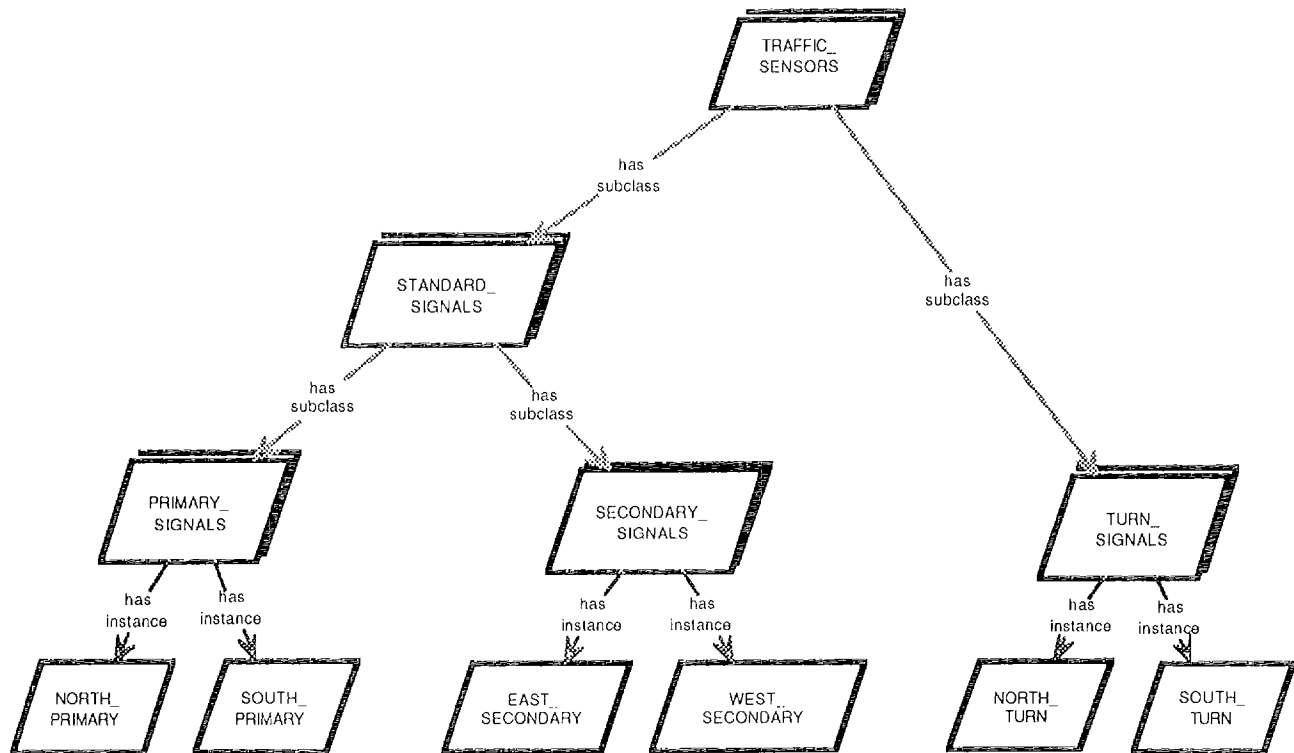 TRAFFIC_
SENSORS
has
subclass
has
subclass
STANDARD_
SIGNALS
has
subclass
has
subclass
PRIMARY_
SIGNALS
SECONDARY_
SIGNALS
TURN_
SIGNALS
has
instance
has
instance
has
instance
has
instance
has
instance
has
instance
NORTH_
PRIMARY
SOUTH_
PRIMARY
EAST_
SECONDARY
WEST_
SECONDARY
NORTH_
TURN
SOUTH_
TURN